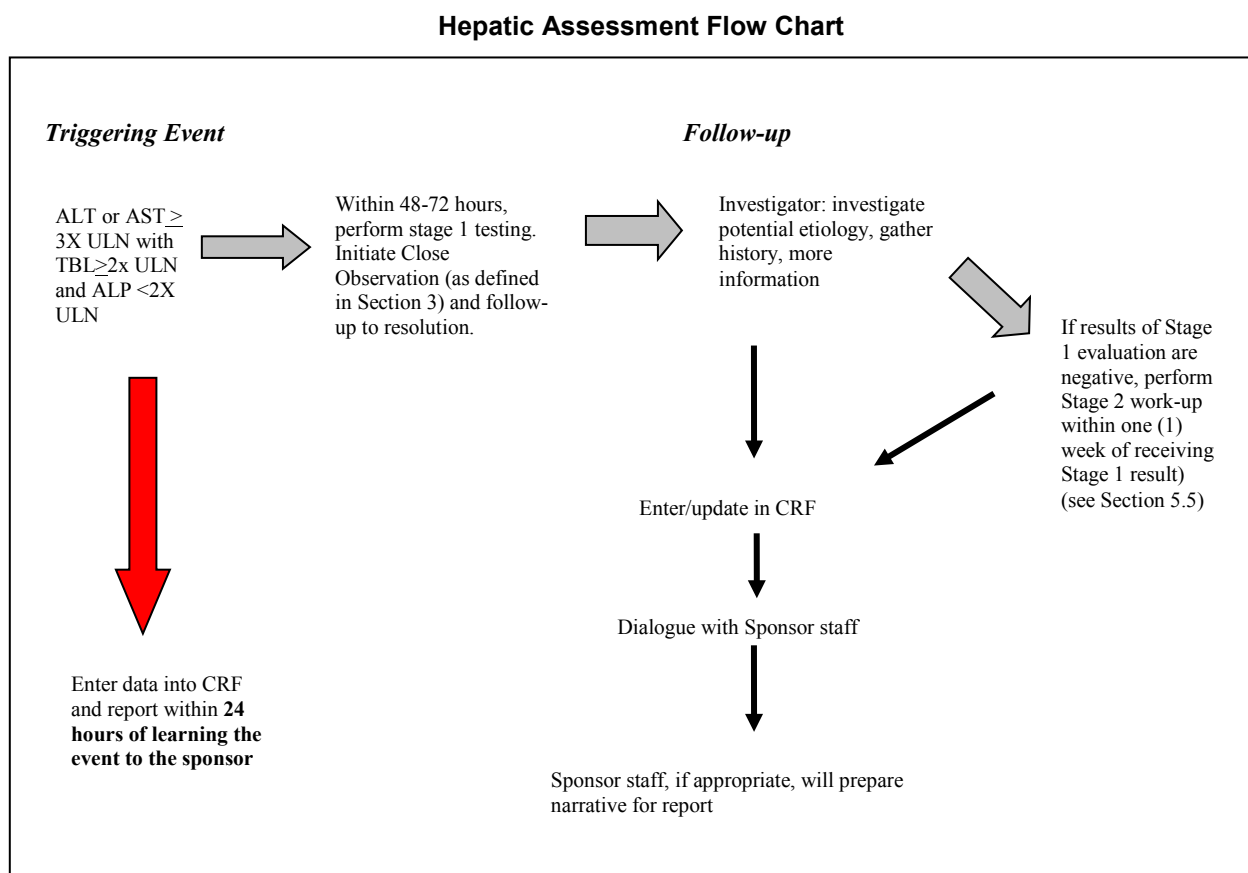 Hepatic Assessment Flow Chart
Triggering Event
Follow-up
ALT or AST >
3X ULN with
TBL>2x ULN
and ALP <2X
ULN
Within 48-72 hours,
perform stage 1 testing.
Initiate Close
Observation (as defined
in Section 3) and follow-
up to resolution.
Investigator: investigate
potential etiology, gather
history, more
information
If results of Stage
1 evaluation are
negative, perform
Stage 2 work-up
within one (1)
week of receiving
Stage 1 result)
(see Section 5.5)
Enter/update in CRF
Dialogue with Sponsor staff
Enter data into CRF
and report within 24
hours of learning the
event to the sponsor
Sponsor staff, if appropriate, will prepare
narrative for report